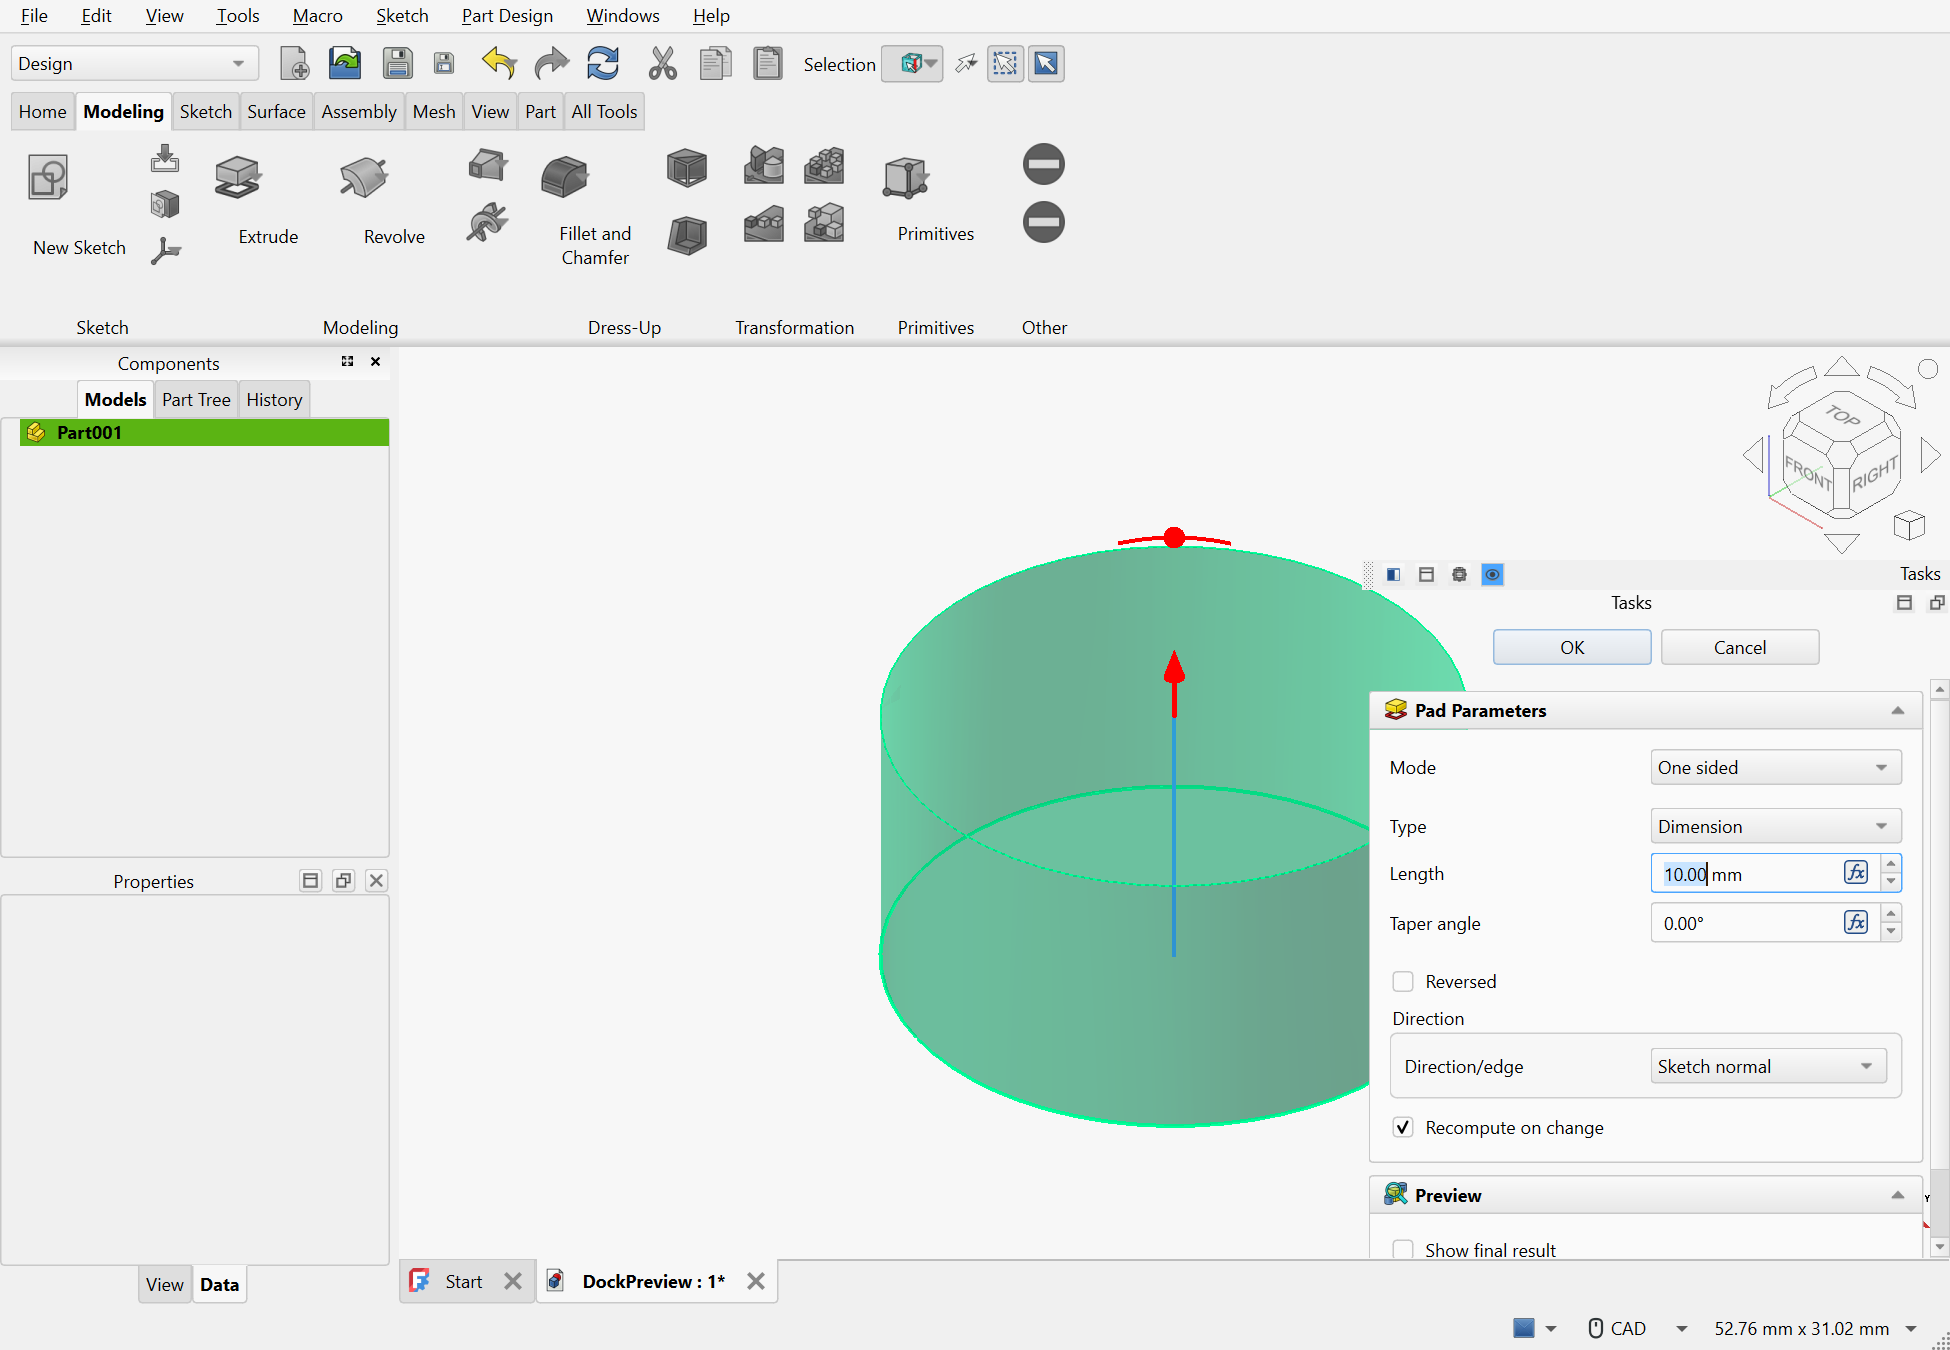 File Edit View Tools Macro Sketch Part Design Windows Help
Design
Selection
Home Modeling Sketch Surface Assembly Mesh View Part All Tools
New Sketch
Extrude
Revolve
Fillet and
Chamfer
Primitives
Sketch Modeling Dress-Up Transformation Primitives Other
Components
Models Part Tree History
Part001
TOP
FRONT
RIGHT
Tasks
Tasks
OK Cancel
Pad Parameters
Mode One sided
Type Dimension
Length 10.00 mm fx
Taper angle 0.00° fx
Reversed
Direction
Direction/edge Sketch normal
Recompute on change
Preview
Y
Show final result
Properties
View Data
Start DockPreview : 1*
CAD 52.76 mm x 31.02 mm